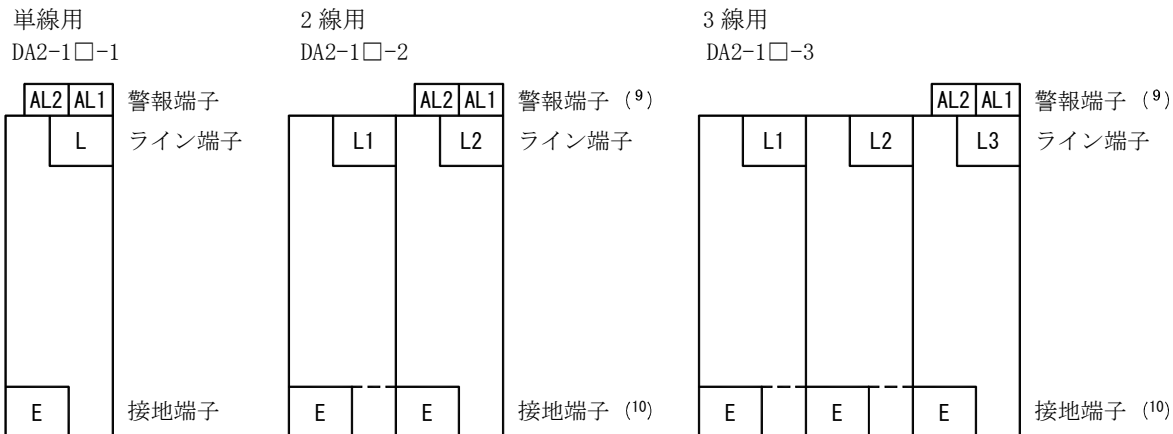 単線用
DA2-1□-1
AL2 AL1 警報端子
L ライン端子
E 接地端子
2 線用
DA2-1□-2
AL2 AL1 警報端子 (9)
L1 L2 ライン端子
E E 接地端子 (10)
3 線用
DA2-1□-3
AL2 AL1 警報端子 (9)
L1 L2 L3 ライン端子
E E E 接地端子 (10)